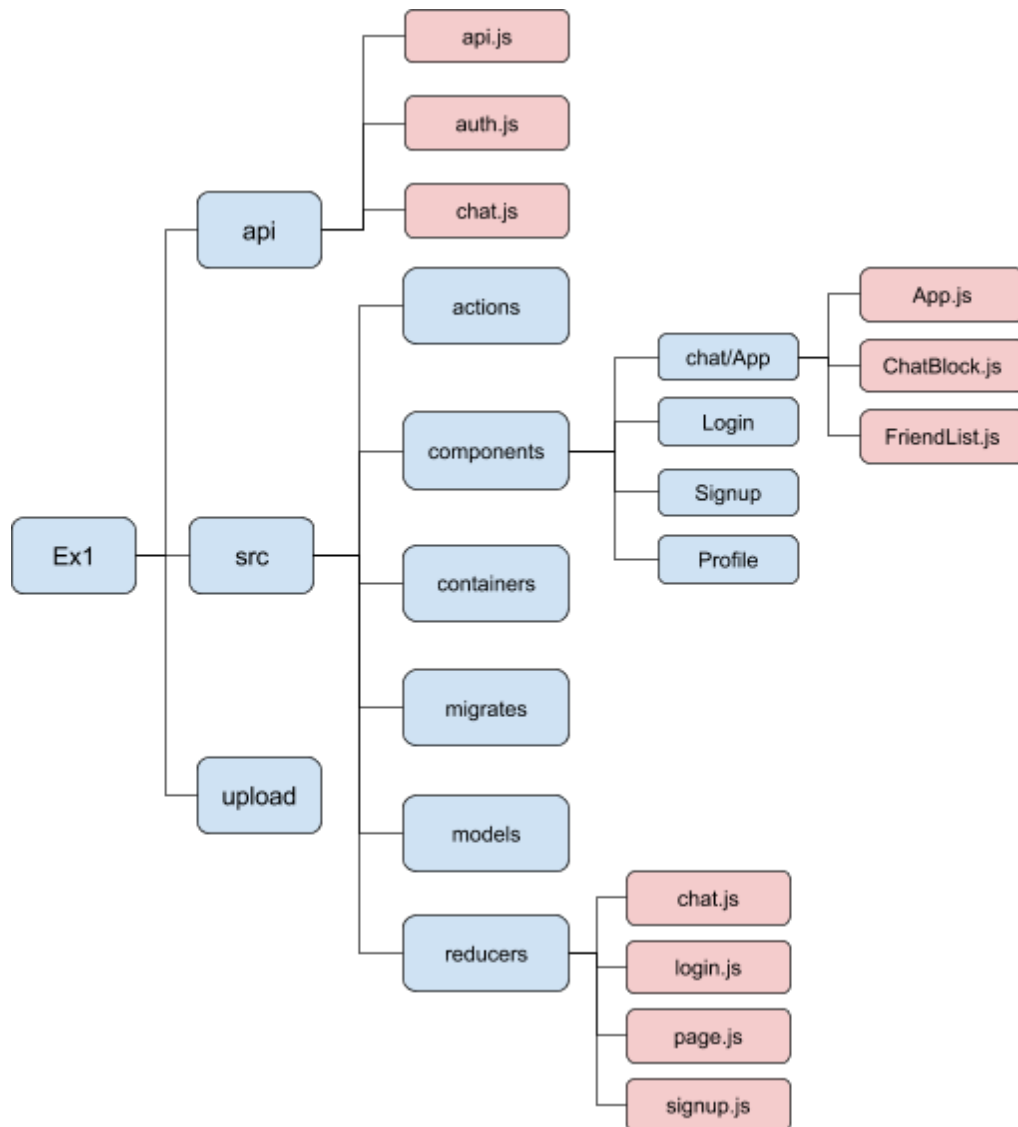 api.js
auth.js
api
chat.js
actions
App.js
chat/App
ChatBlock.js
Login
components
FriendList.js
Signup
Ex1
src
Profile
containers
migrates
upload
models
chat.js
reducers
login.js
page.js
signup.js